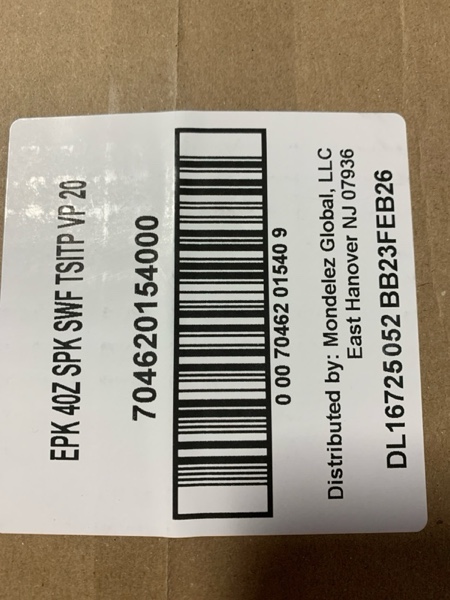 EPK 4OZ SPK SWF TSITP VP 20
704620154000
0 00 70462 01540 9
Distributed by: Mondelez Global, LLC
East Hanover NJ 07936
DL16725052 BB23FEB26